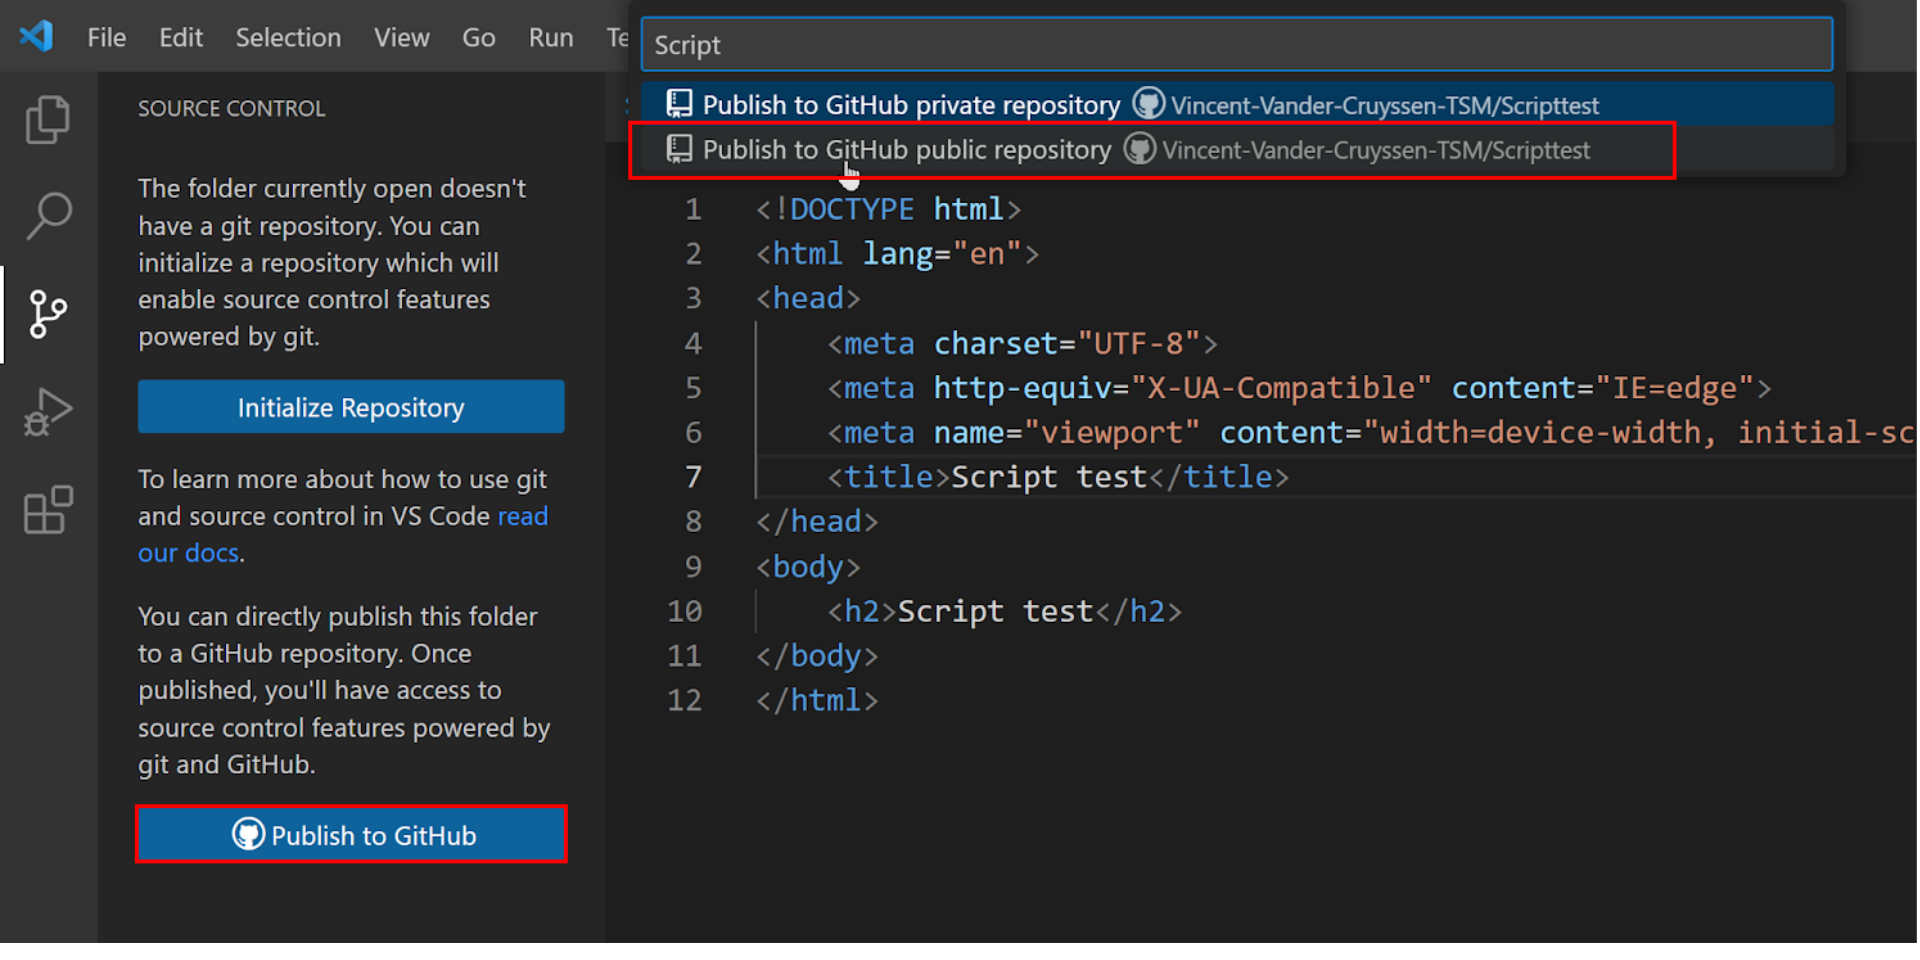 File Edit Selection View Go Run Te
Script
Publish to GitHub private repository Vincent-Vander-Cruyssen-TSM/Scripttest
Publish to GitHub public repository Vincent-Vander-Cruyssen-TSM/Scripttest
SOURCE CONTROL
The folder currently open doesn't
have a git repository. You can
initialize a repository which will
enable source control features
powered by git.
Initialize Repository
To learn more about how to use git
and source control in VS Code read
our docs.
You can directly publish this folder
to a GitHub repository. Once
published, you'll have access to
source control features powered by
git and GitHub.
Publish to GitHub
1 <!DOCTYPE html>
2 <html lang="en">
3 <head>
4 <meta charset="UTF-8">
5 <meta http-equiv="X-UA-Compatible" content="IE=edge">
6 <meta name="viewport" content="width=device-width, initial-sc
7 <title>Script test</title>
8 </head>
9 <body>
10 <h2>Script test</h2>
11 </body>
12 </html>